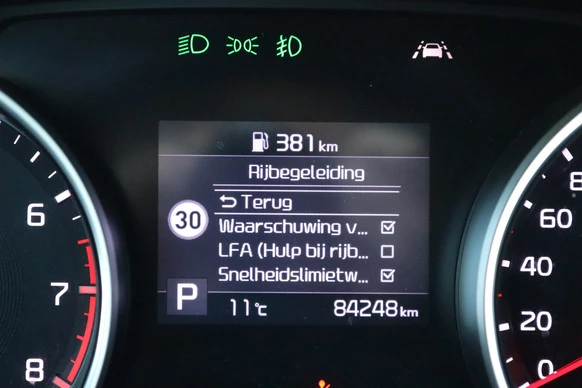 381 km
Rijbegeleiding
Terug
30
Waarschuwing v...
LFA (Hulp bij rijb...
Snelheidslimietw...
P
11°C
84248 km
6
7
8
60
40
20
0